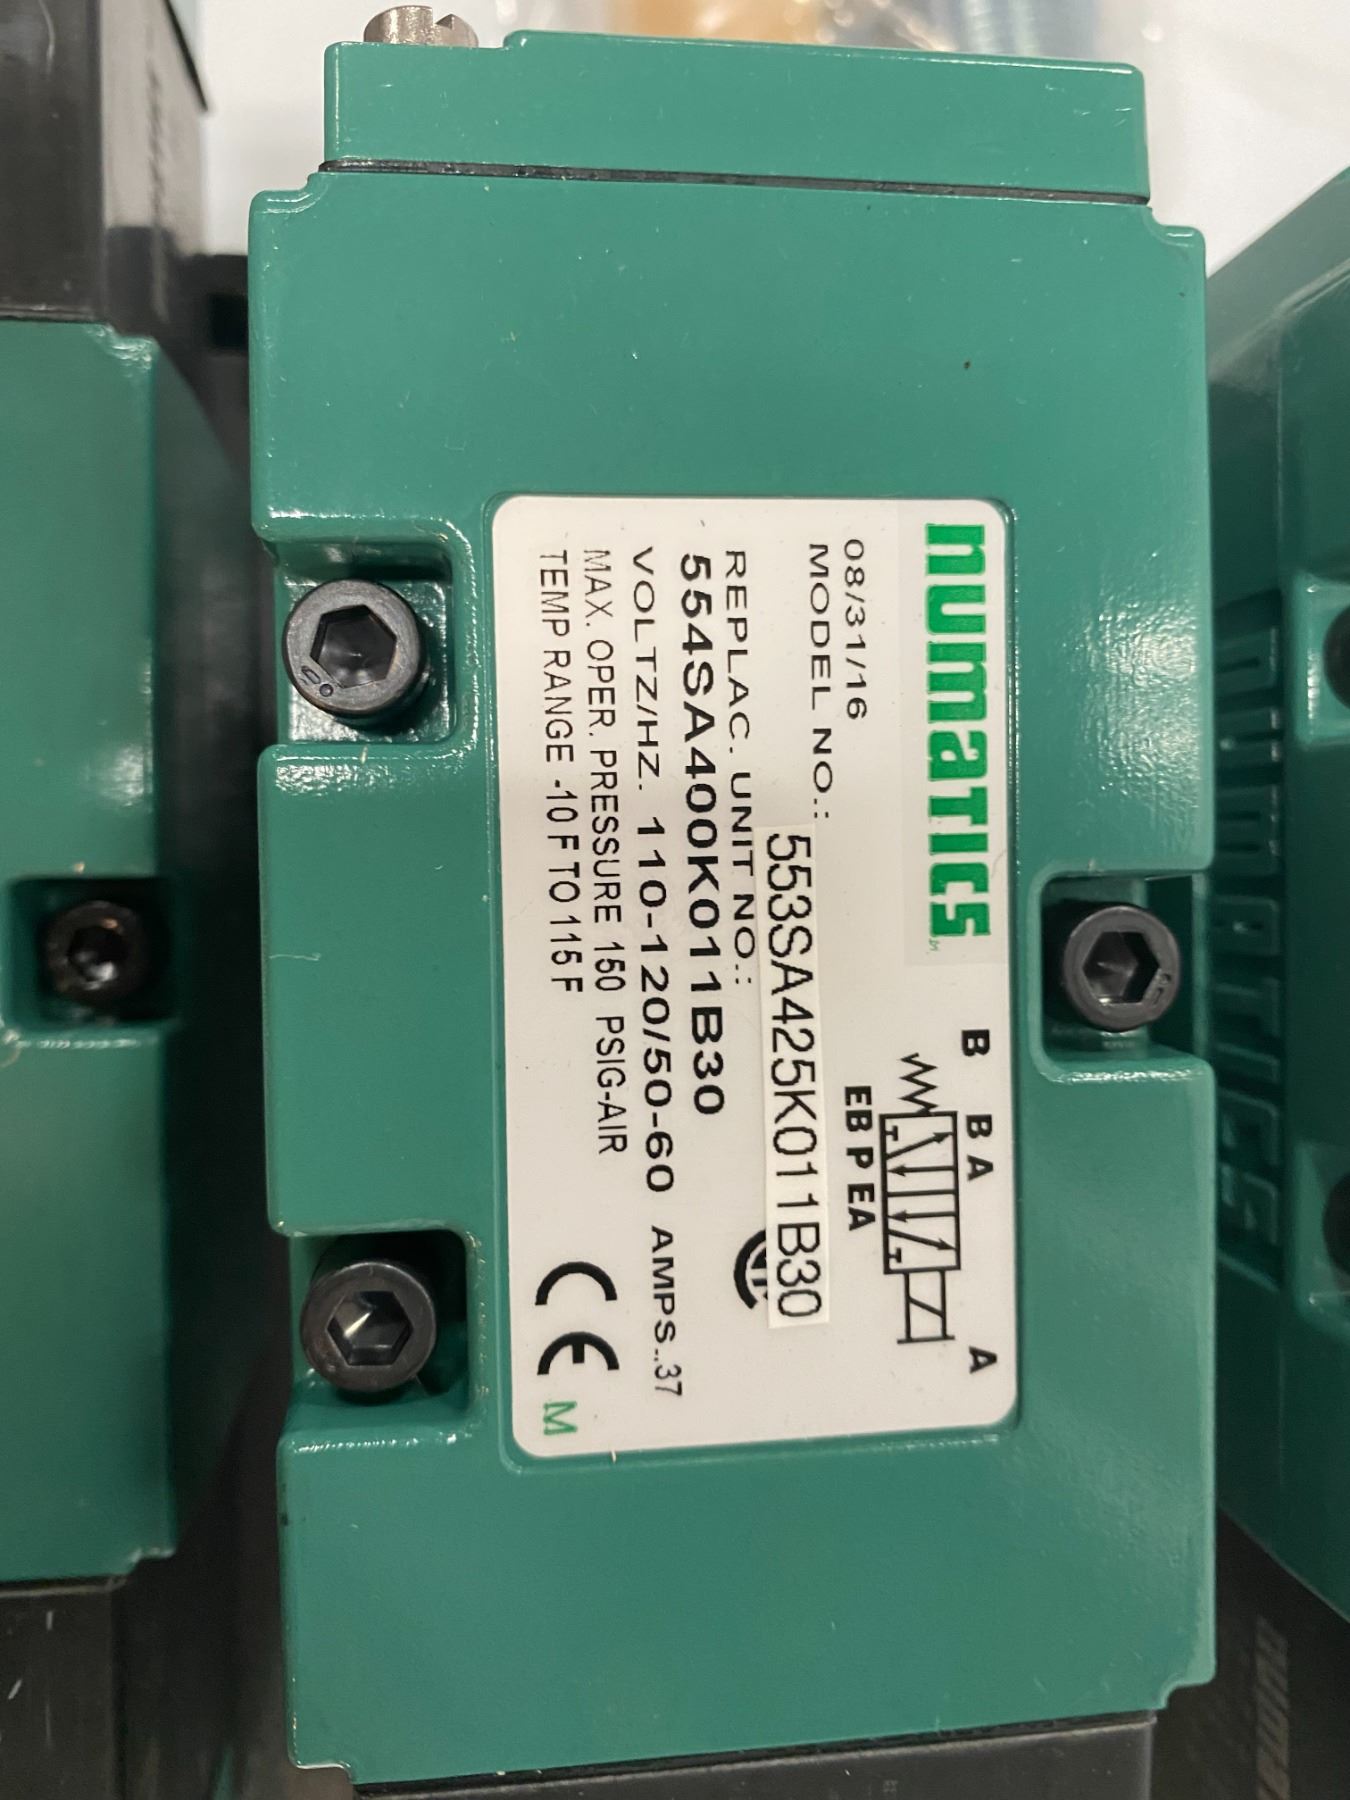 numatics
08/31/16
MODEL NO.: 553SA425K011B30
REPLAC. UNIT NO.:
554SA400K011B30
VOLTZ/HZ. 110-120/50-60 AMPS..37
MAX. OPER. PRESSURE 150 PSIG-AIR
TEMP RANGE -10 F TO 115 F
B B A A
EB P EA
CE M